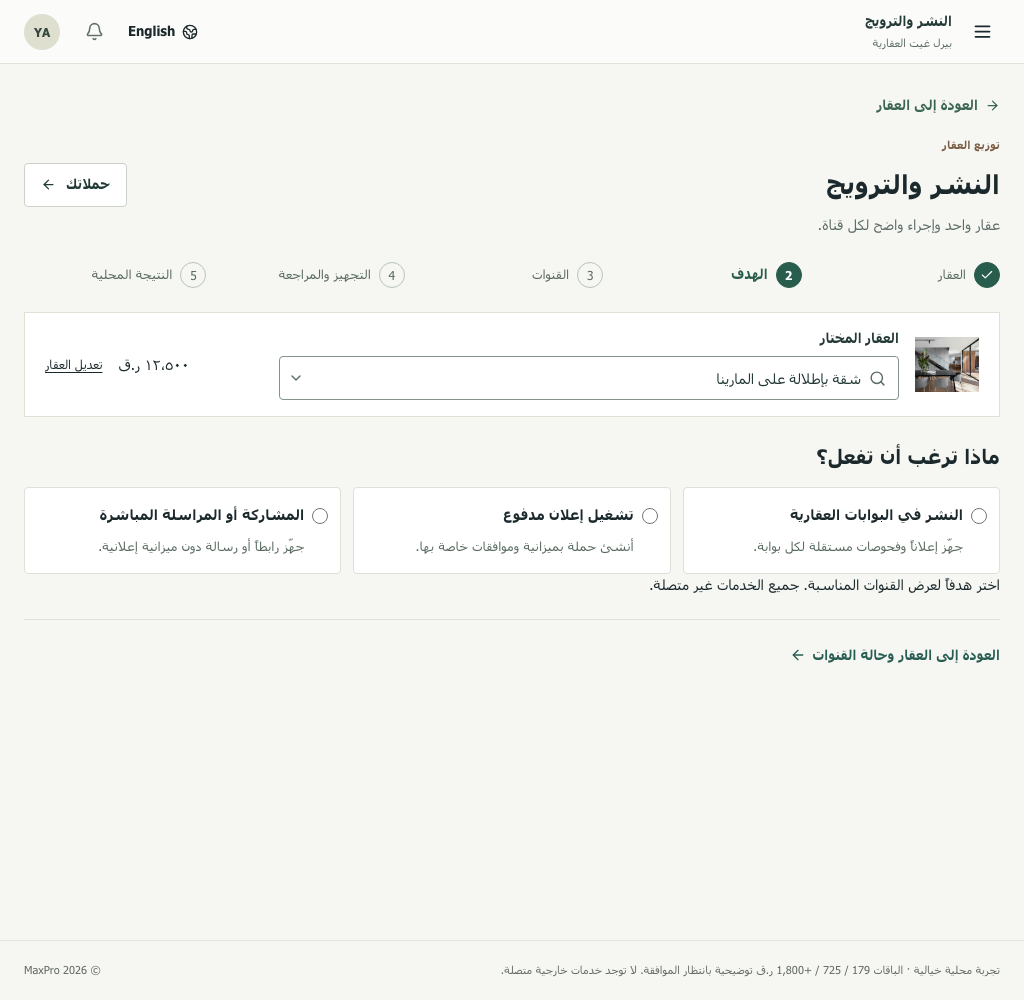 النشر والترويج
بيرل غيت العقارية
English
YA
العودة إلى العقار
توزيع العقار
النشر والترويج
عقار واحد وإجراء واضح لكل قناة.
حملاتك
العقار
2 الهدف
3 القنوات
4 التجهيز والمراجعة
5 النتيجة المحلية
العقار المختار
شقة بإطلالة على المارينا
١٢،٥٠٠ ر.ق
تعديل العقار
ماذا ترغب أن تفعل؟
النشر في البوابات العقارية
جهّز إعلاناً وفحوصات مستقلة لكل بوابة.
تشغيل إعلان مدفوع
أنشئ حملة بميزانية وموافقات خاصة بها.
المشاركة أو المراسلة المباشرة
جهّز رابطاً أو رسالة دون ميزانية إعلانية.
اختر هدفاً لعرض القنوات المناسبة. جميع الخدمات غير متصلة.
العودة إلى العقار وحالة القنوات
تجربة محلية خيالية · الباقات 179 / 725 / +1,800 ر.ق توضيحية بانتظار الموافقة. لا توجد خدمات خارجية متصلة.
© 2026 MaxPro